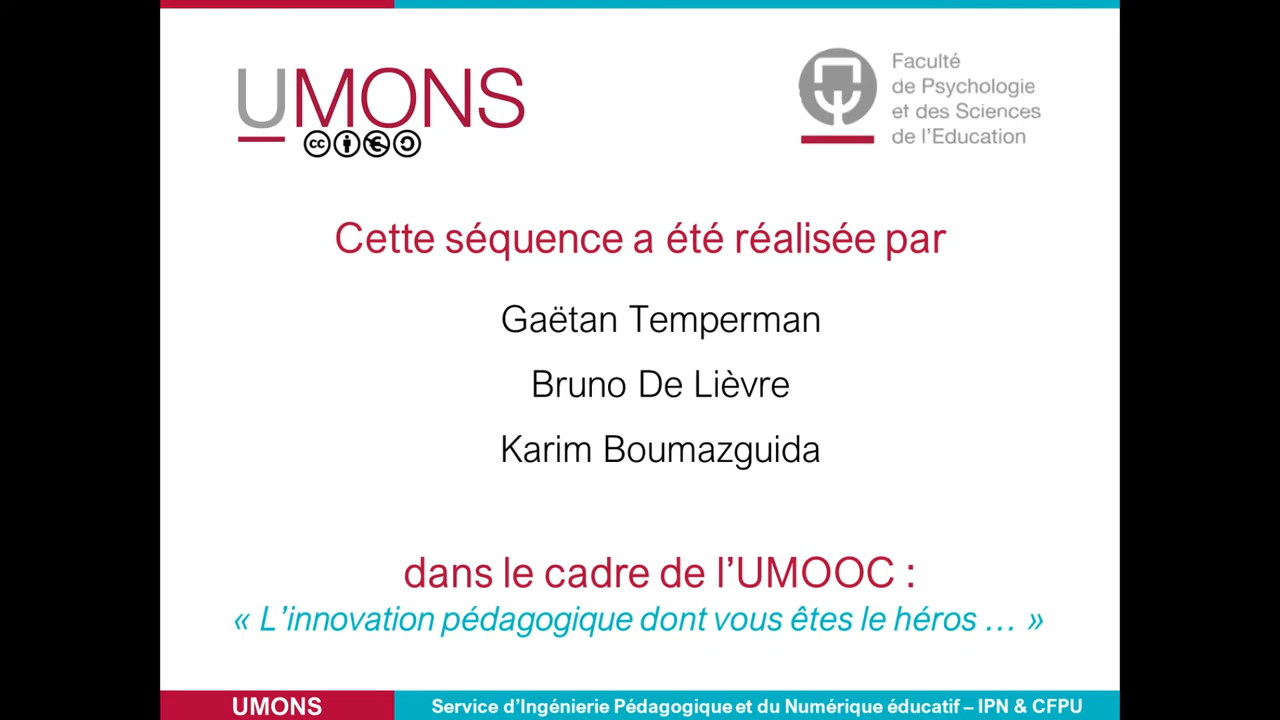 UMONS
cc
Faculté
de Psychologie
et des Sciences
de l'Education
Cette séquence a été réalisée par
Gaëtan Temperman
Bruno De Lièvre
Karim Boumazguida
dans le cadre de l'UMOOC :
« L'innovation pédagogique dont vous êtes le héros … »
UMONS
Service d'Ingénierie Pédagogique et du Numérique éducatif – IPN & CFPU